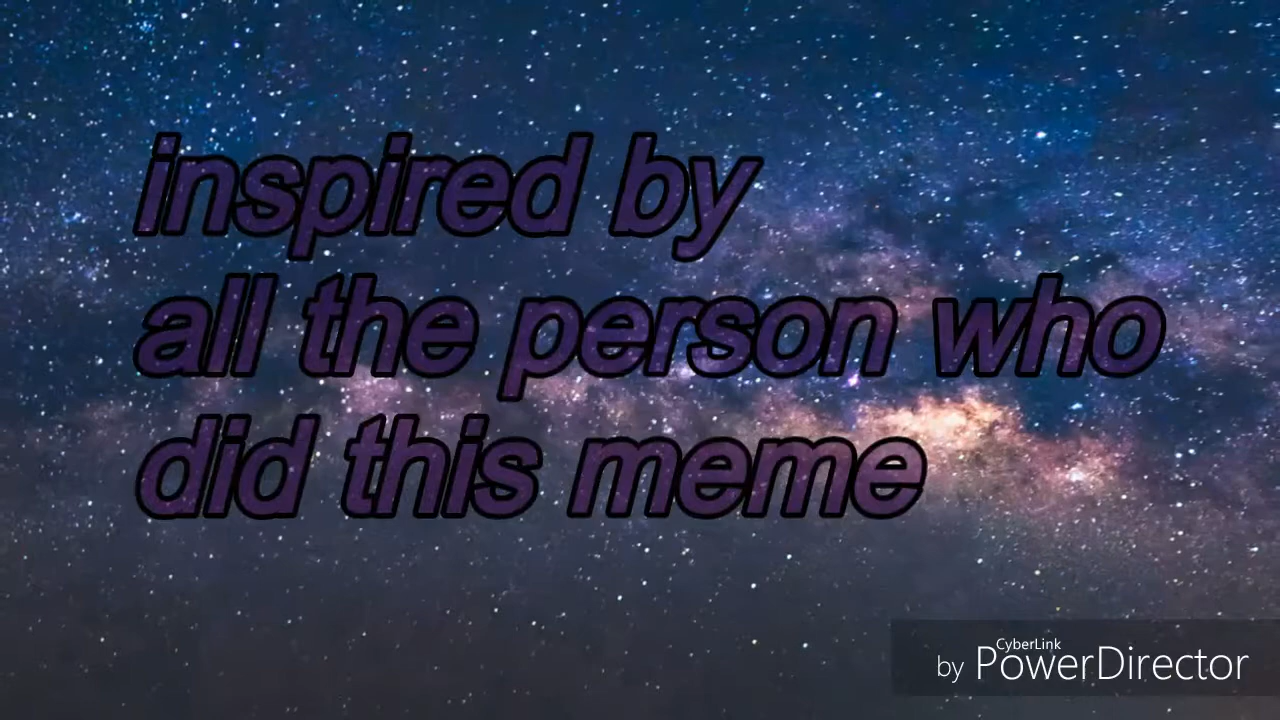 inspired by
all the person who
did this meme
by CyberLink PowerDirector